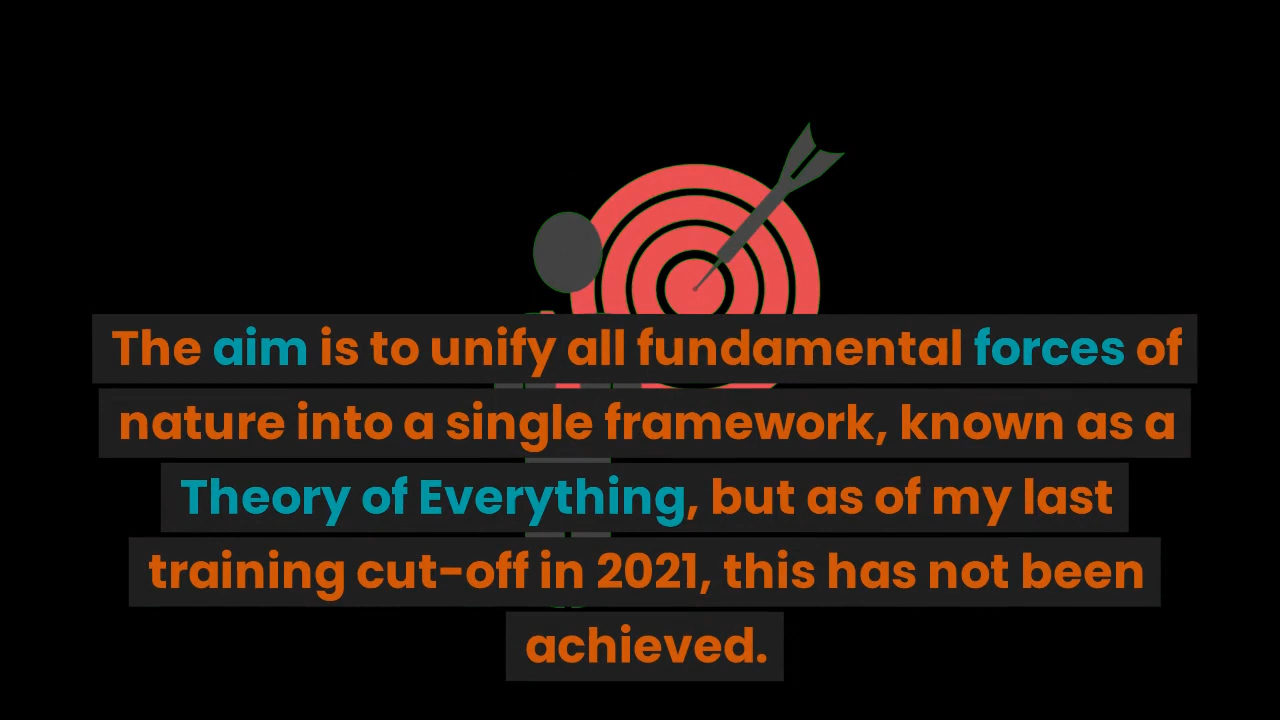 The aim is to unify all fundamental forces of
nature into a single framework, known as a
Theory of Everything, but as of my last
training cut-off in 2021, this has not been
achieved.